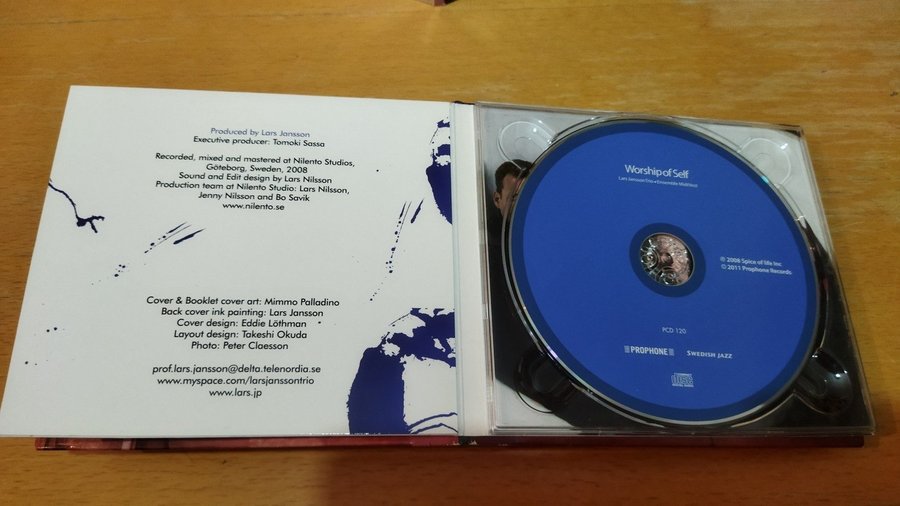 Produced by Lars Jansson
Executive producer: Tomoki Sassa
Recorded, mixed and mastered at Nilento Studios,
Göteborg, Sweden, 2008
Sound and Edit design by Lars Nilsson
Production team at Nilento Studio: Lars Nilsson,
Jenny Nilsson and Bo Savik
www.nilento.se
Cover & Booklet cover art: Mimmo Palladino
Back cover ink painting: Lars Jansson
Cover design: Eddie Löthman
Layout design: Takeshi Okuda
Photo: Peter Claesson
prof.lars.jansson@delta.telenordia.se
www.myspace.com/larsjanssontrio
www.lars.jp
Worship of Self
Lars Jansson Trio+Ensemble Midtvest
℗ 2008 Spice of life Inc
© 2011 Prophone Records
PCD 120
PROPHONE
SWEDISH JAZZ